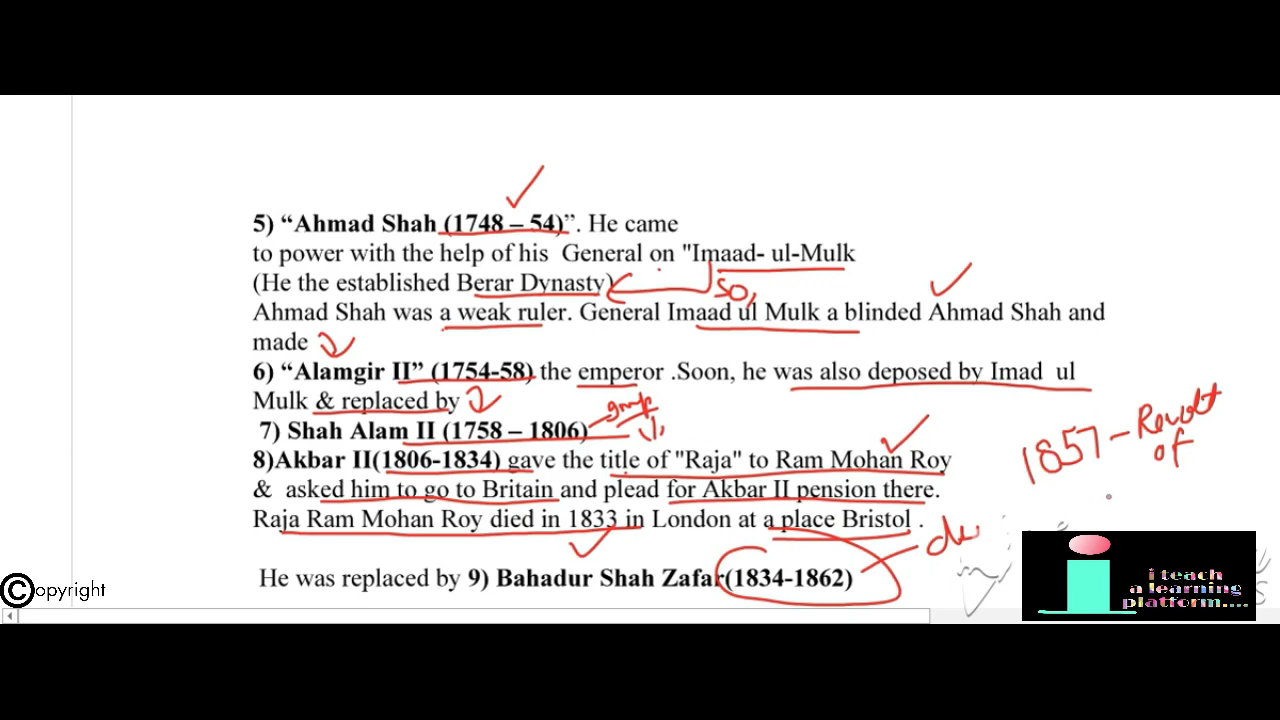 5) “Ahmad Shah (1748 – 54)”. He came
to power with the help of his General on "Imaad- ul-Mulk
(He the established Berar Dynasty)
so,
Ahmad Shah was a weak ruler. General Imaad ul Mulk a blinded Ahmad Shah and
made
6) “Alamgir II” (1754-58) the emperor .Soon, he was also deposed by Imad ul
Mulk & replaced by
7) Shah Alam II (1758 – 1806)
8)Akbar II(1806-1834) gave the title of "Raja" to Ram Mohan Roy
& asked him to go to Britain and plead for Akbar II pension there.
Raja Ram Mohan Roy died in 1833 in London at a place Bristol .
He was replaced by 9) Bahadur Shah Zafar(1834-1862)
1857 - Revolt
of
de
©opyright
i teach
a learning
platform....